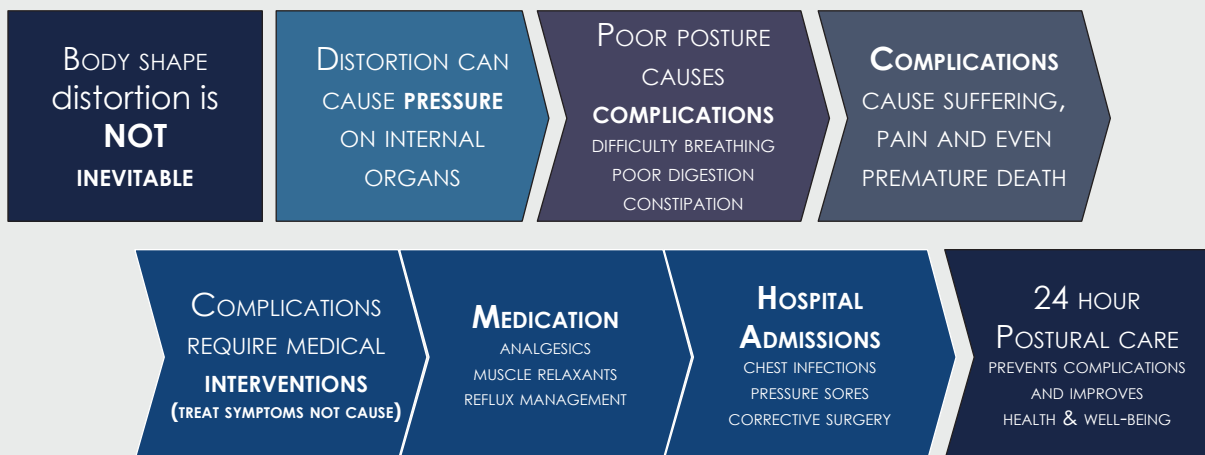 Body shape
distortion is
NOT
inevitable
Distortion can
cause pressure
on internal
organs
Poor posture
causes
complications
difficulty breathing
poor digestion
constipation
Complications
cause suffering,
pain and even
premature death
Complications
require medical
interventions
(treat symptoms not cause)
Medication
analgesics
muscle relaxants
reflux management
Hospital
Admissions
chest infections
pressure sores
corrective surgery
24 hour
Postural care
prevents complications
and improves
health & well-being